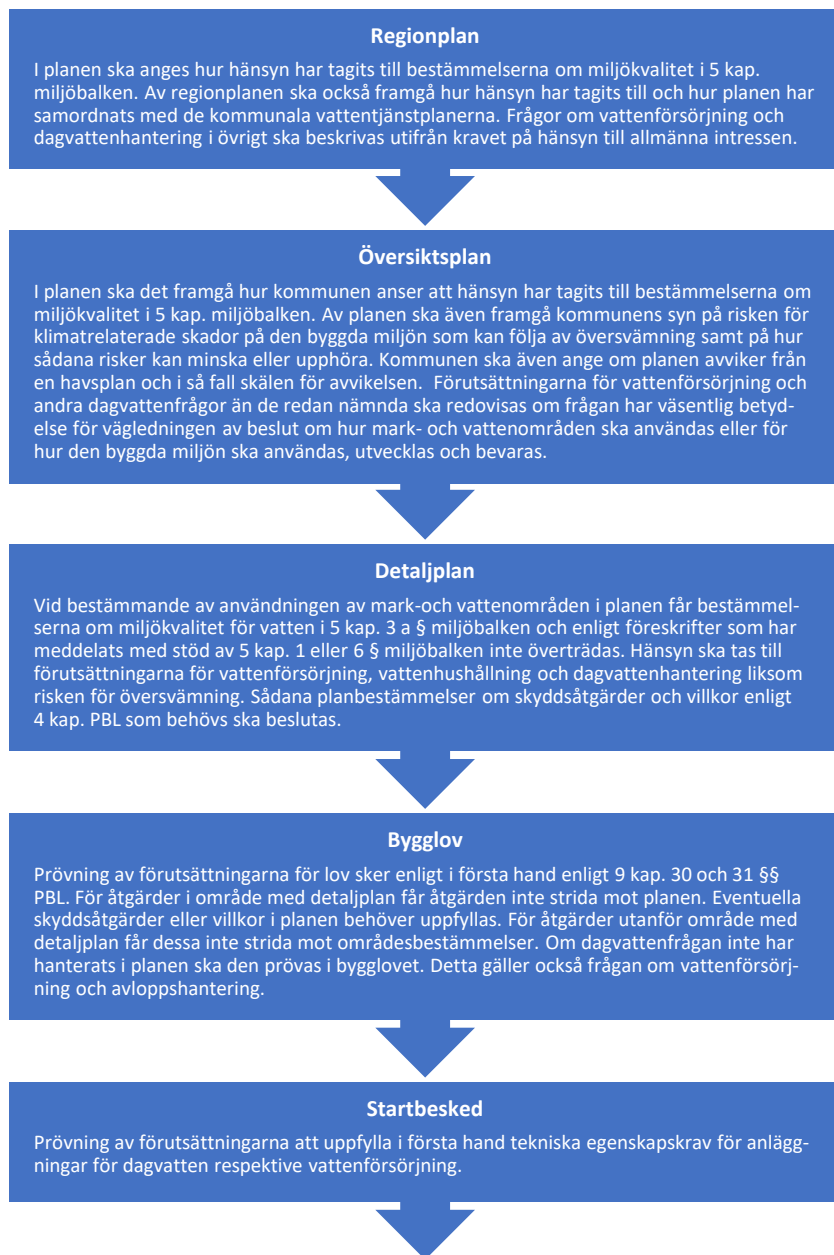 Regionplan
I planen ska anges hur hänsyn har tagits till bestämmelserna om miljökvalitet i 5 kap.
miljöbalken. Av regionplanen ska också framgå hur hänsyn har tagits till och hur planen har
samordnats med de kommunala vattentjänstplanerna. Frågor om vattenförsörjning och
dagvattenhantering i övrigt ska beskrivas utifrån kravet på hänsyn till allmänna intressen.
Översiktsplan
I planen ska det framgå hur kommunen anser att hänsyn har tagits till bestämmelserna om
miljökvalitet i 5 kap. miljöbalken. Av planen ska även framgå kommunens syn på risken för
klimatrelaterade skador på den byggda miljön som kan följa av översvämning samt på hur
sådana risker kan minska eller upphöra. Kommunen ska även ange om planen avviker från
en havsplan och i så fall skälen för avvikelsen. Förutsättningarna för vattenförsörjning och
andra dagvattenfrågor än de redan nämnda ska redovisas om frågan har väsentlig betyd-
else för vägledningen av beslut om hur mark- och vattenområden ska användas eller för
hur den byggda miljön ska användas, utvecklas och bevaras.
Detaljplan
Vid bestämmande av användningen av mark-och vattenområden i planen får bestämmel-
serna om miljökvalitet för vatten i 5 kap. 3 a § miljöbalken och enligt föreskrifter som har
meddelats med stöd av 5 kap. 1 eller 6 § miljöbalken inte överträdas. Hänsyn ska tas till
förutsättningarna för vattenförsörjning, vattenhushållning och dagvattenhantering liksom
risken för översvämning. Sådana planbestämmelser om skyddsåtgärder och villkor enligt
4 kap. PBL som behövs ska beslutas.
Bygglov
Prövning av förutsättningarna för lov sker enligt i första hand enligt 9 kap. 30 och 31 §§
PBL. För åtgärder i område med detaljplan får åtgärden inte strida mot planen. Eventuella
skyddsåtgärder eller villkor i planen behöver uppfyllas. För åtgärder utanför område med
detaljplan får dessa inte strida mot områdesbestämmelser. Om dagvattenfrågan inte har
hanterats i planen ska den prövas i bygglovet. Detta gäller också frågan om vattenförsörj-
ning och avloppshantering.
Startbesked
Prövning av förutsättningarna att uppfylla i första hand tekniska egenskapskrav för anlägg-
ningar för dagvatten respektive vattenförsörjning.